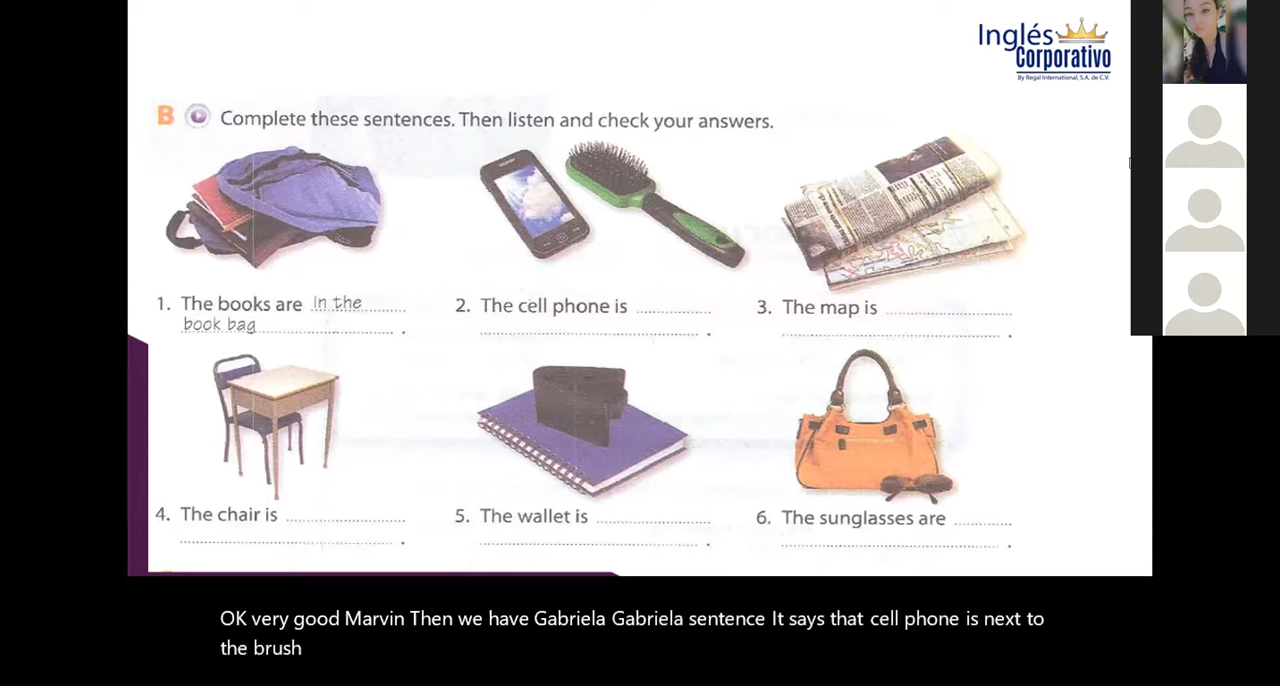 Inglés
Corporativo
By Regal International, S.A. de C.V.
B Complete these sentences. Then listen and check your answers.
1. The books are In the
book bag.
2. The cell phone is
.
3. The map is
.
4. The chair is
.
5. The wallet is
.
6. The sunglasses are
.
OK very good Marvin Then we have Gabriela Gabriela sentence It says that cell phone is next to
the brush